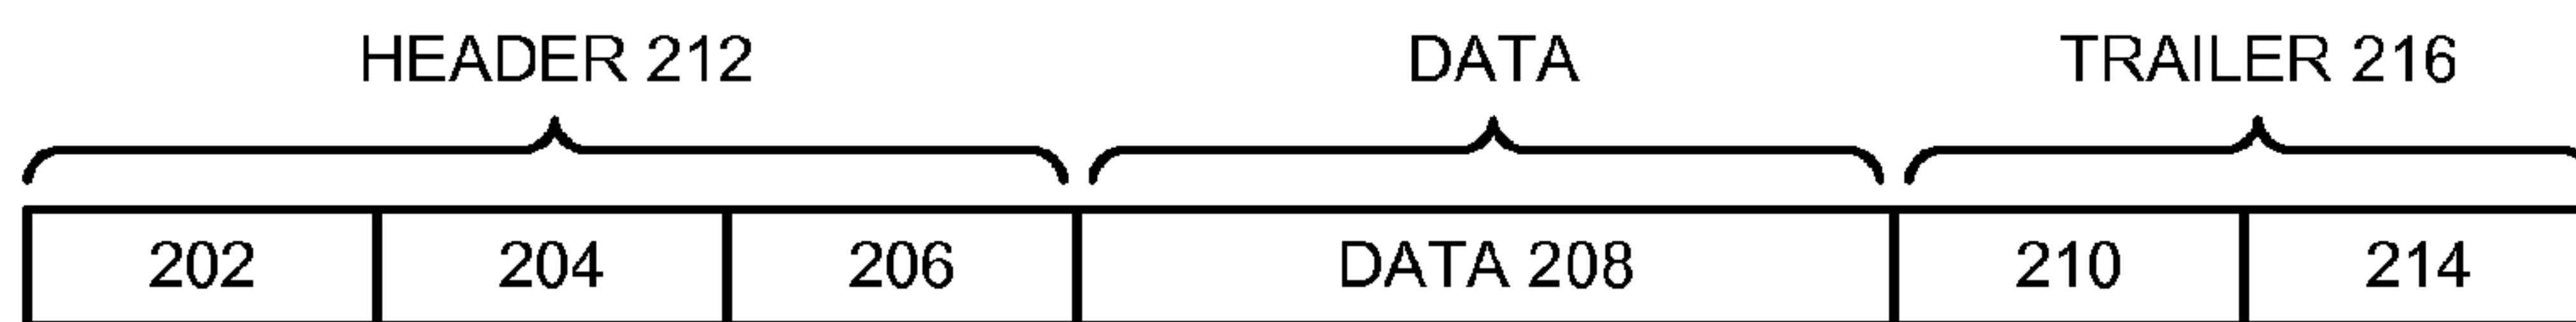 HEADER 212 DATA TRAILER 216
202 204 206 DATA 208 210 214